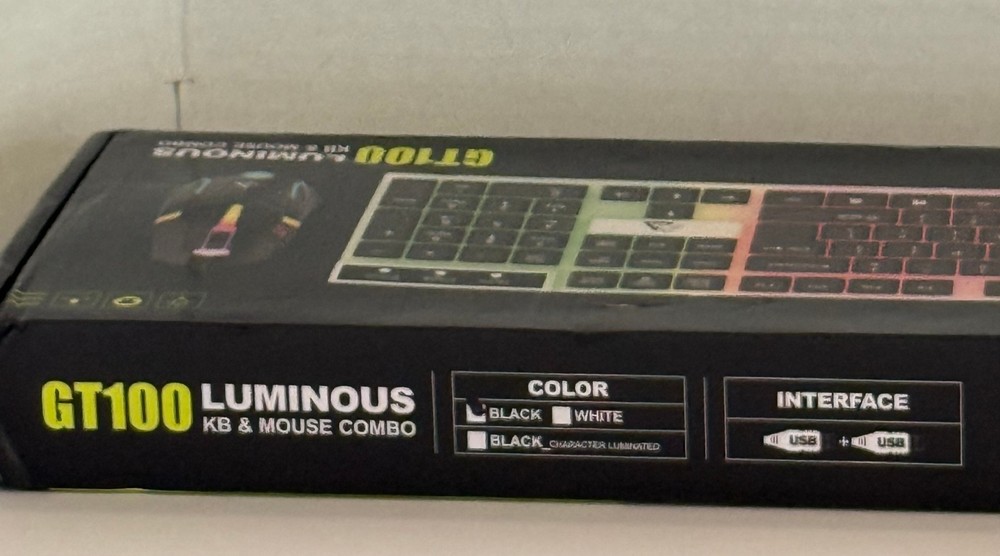 GT100 LUMINOUS
KB & MOUSE COMBO
GT100 LUMINOUS
KB & MOUSE COMBO
COLOR
BLACK WHITE
BLACK_CHARACTER LUMINATED
INTERFACE
USB + USB